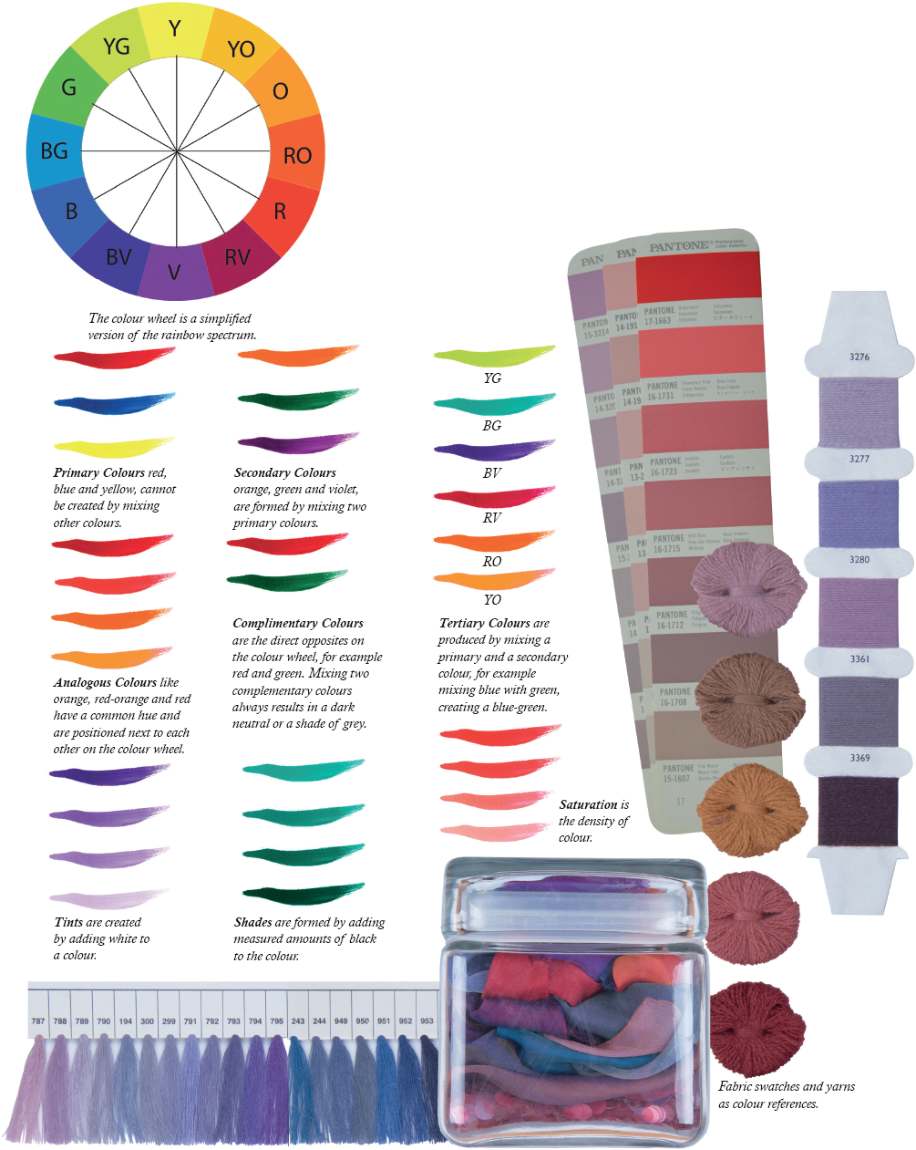 Y
YG
YO
G
O
BG
RO
B
R
BV
RV
V
The colour wheel is a simplified
version of the rainbow spectrum.
Primary Colours red,
blue and yellow, cannot
be created by mixing
other colours.
Secondary Colours
orange, green and violet,
are formed by mixing two
primary colours.
YG
BG
BV
RV
RO
YO
Analogous Colours like
orange, red-orange and red
have a common hue and
are positioned next to each
other on the colour wheel.
Complimentary Colours
are the direct opposites on
the colour wheel, for example
red and green. Mixing two
complementary colours
always results in a dark
neutral or a shade of grey.
Tertiary Colours are
produced by mixing a
primary and a secondary
colour, for example
mixing blue with green,
creating a blue-green.
Tints are created
by adding white to
a colour.
Shades are formed by adding
measured amounts of black
to the colour.
Saturation is
the density of
colour.
PAN
PAN
PANTONE
PANTON
15-3214
PANTO
14-191
PANTONE
17-1663
PANTONE
16-1731
PANTONE
16-1723
PANTONE
16-1715
PANTONE
16-1712
PANTONE
16-1708
PANTONE
15-1607
17
3276
3277
3280
3361
3369
787 788 789 790 194 300 299 791 792 793 794 795 243 244 949 950 951 952 953
Fabric swatches and yarns
as colour references.